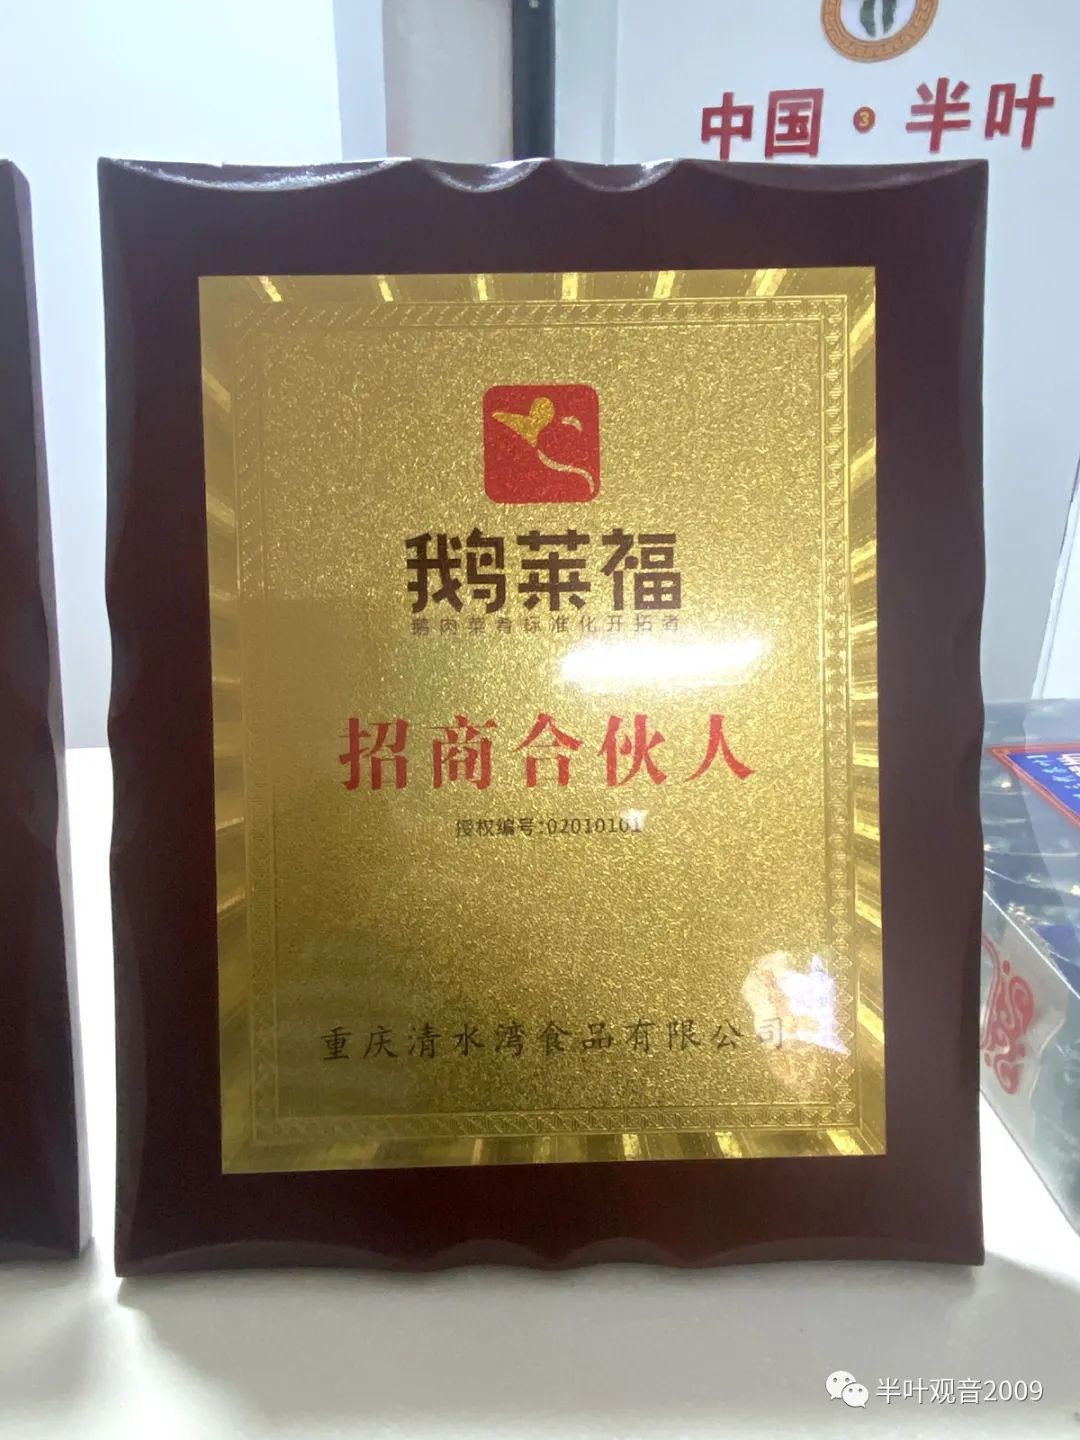 中国·半叶
鹅莱福
鹅肉菜肴标准化开拓者
招商合伙人
授权编号:02010101
重庆清水湾食品有限公司
半叶观音2009